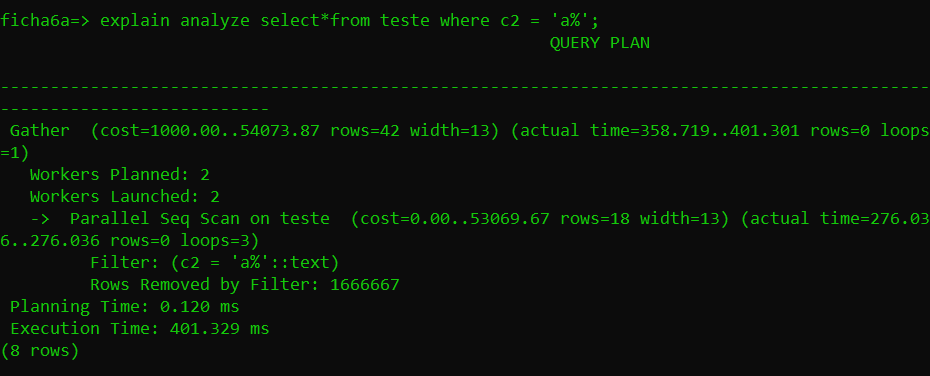 ficha6a=> explain analyze select*from teste where c2 = 'a%';
QUERY PLAN
---------------------------------------------------------------------------------------------
---------------------------
Gather  (cost=1000.00..54073.87 rows=42 width=13) (actual time=358.719..401.301 rows=0 loops
=1)
Workers Planned: 2
Workers Launched: 2
->  Parallel Seq Scan on teste  (cost=0.00..53069.67 rows=18 width=13) (actual time=276.03
6..276.036 rows=0 loops=3)
Filter: (c2 = 'a%'::text)
Rows Removed by Filter: 1666667
Planning Time: 0.120 ms
Execution Time: 401.329 ms
(8 rows)